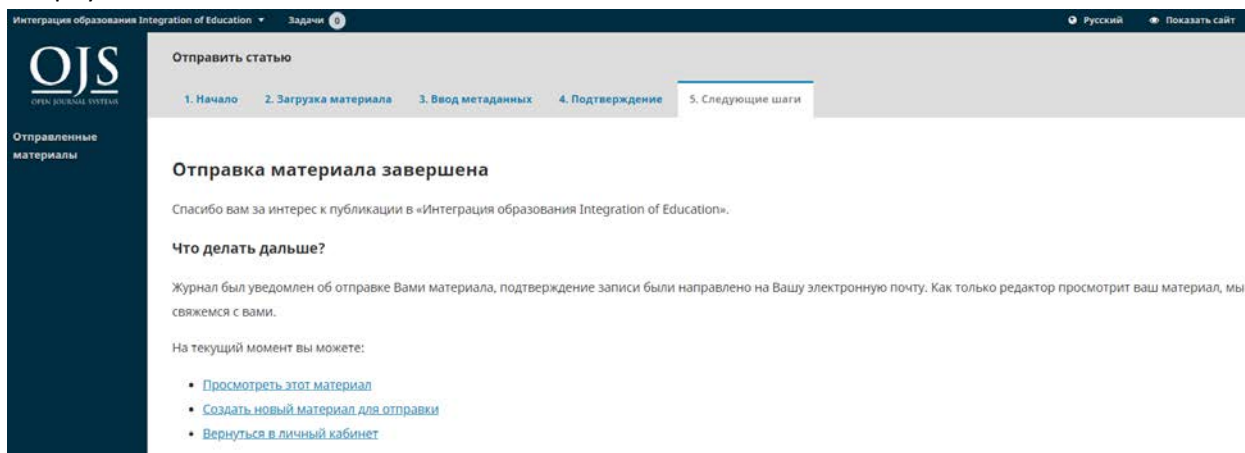 Интеграция образования Integration of Education
Задачи 0
Русский
Показать сайт
OJS
OPEN JOURNAL SYSTEMS
Отправленные
материалы
Отправить статью
1. Начало
2. Загрузка материала
3. Ввод метаданных
4. Подтверждение
5. Следующие шаги
Отправка материала завершена
Спасибо вам за интерес к публикации в «Интеграция образования Integration of Education».
Что делать дальше?
Журнал был уведомлен об отправке Вами материала, подтверждение записи были направлено на Вашу электронную почту. Как только редактор просмотрит ваш материал, мы
свяжемся с вами.
На текущий момент вы можете:
Просмотреть этот материал
Создать новый материал для отправки
Вернуться в личный кабинет